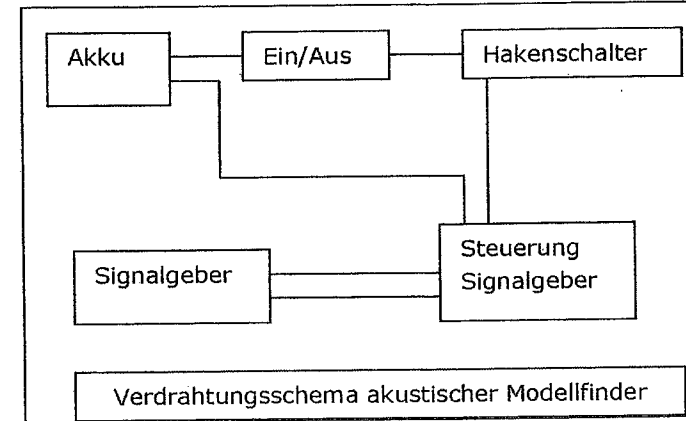 Akku
Ein/Aus
Hakenschalter
Steuerung
Signalgeber
Signalgeber
Verdrahtungsschema akustischer Modellfinder